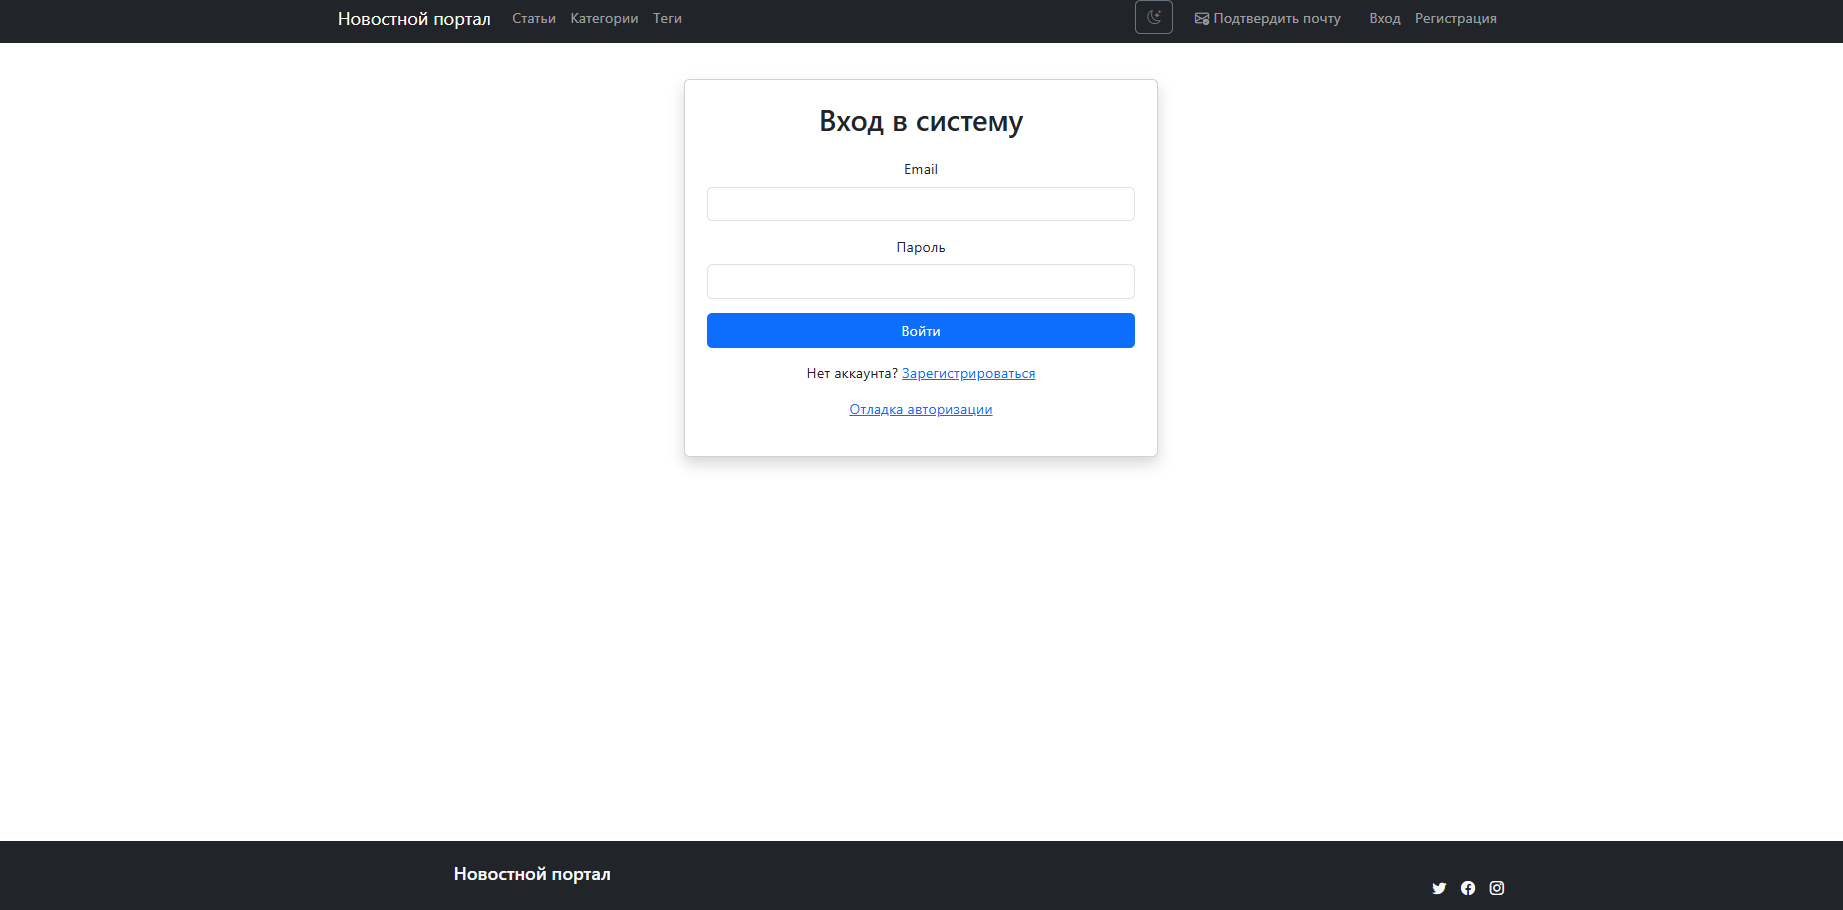 Новостной портал Статьи Категории Теги Подтвердить почту Вход Регистрация
Вход в систему
Email
Пароль
Войти
Нет аккаунта? Зарегистрироваться
Отладка авторизации
Новостной портал